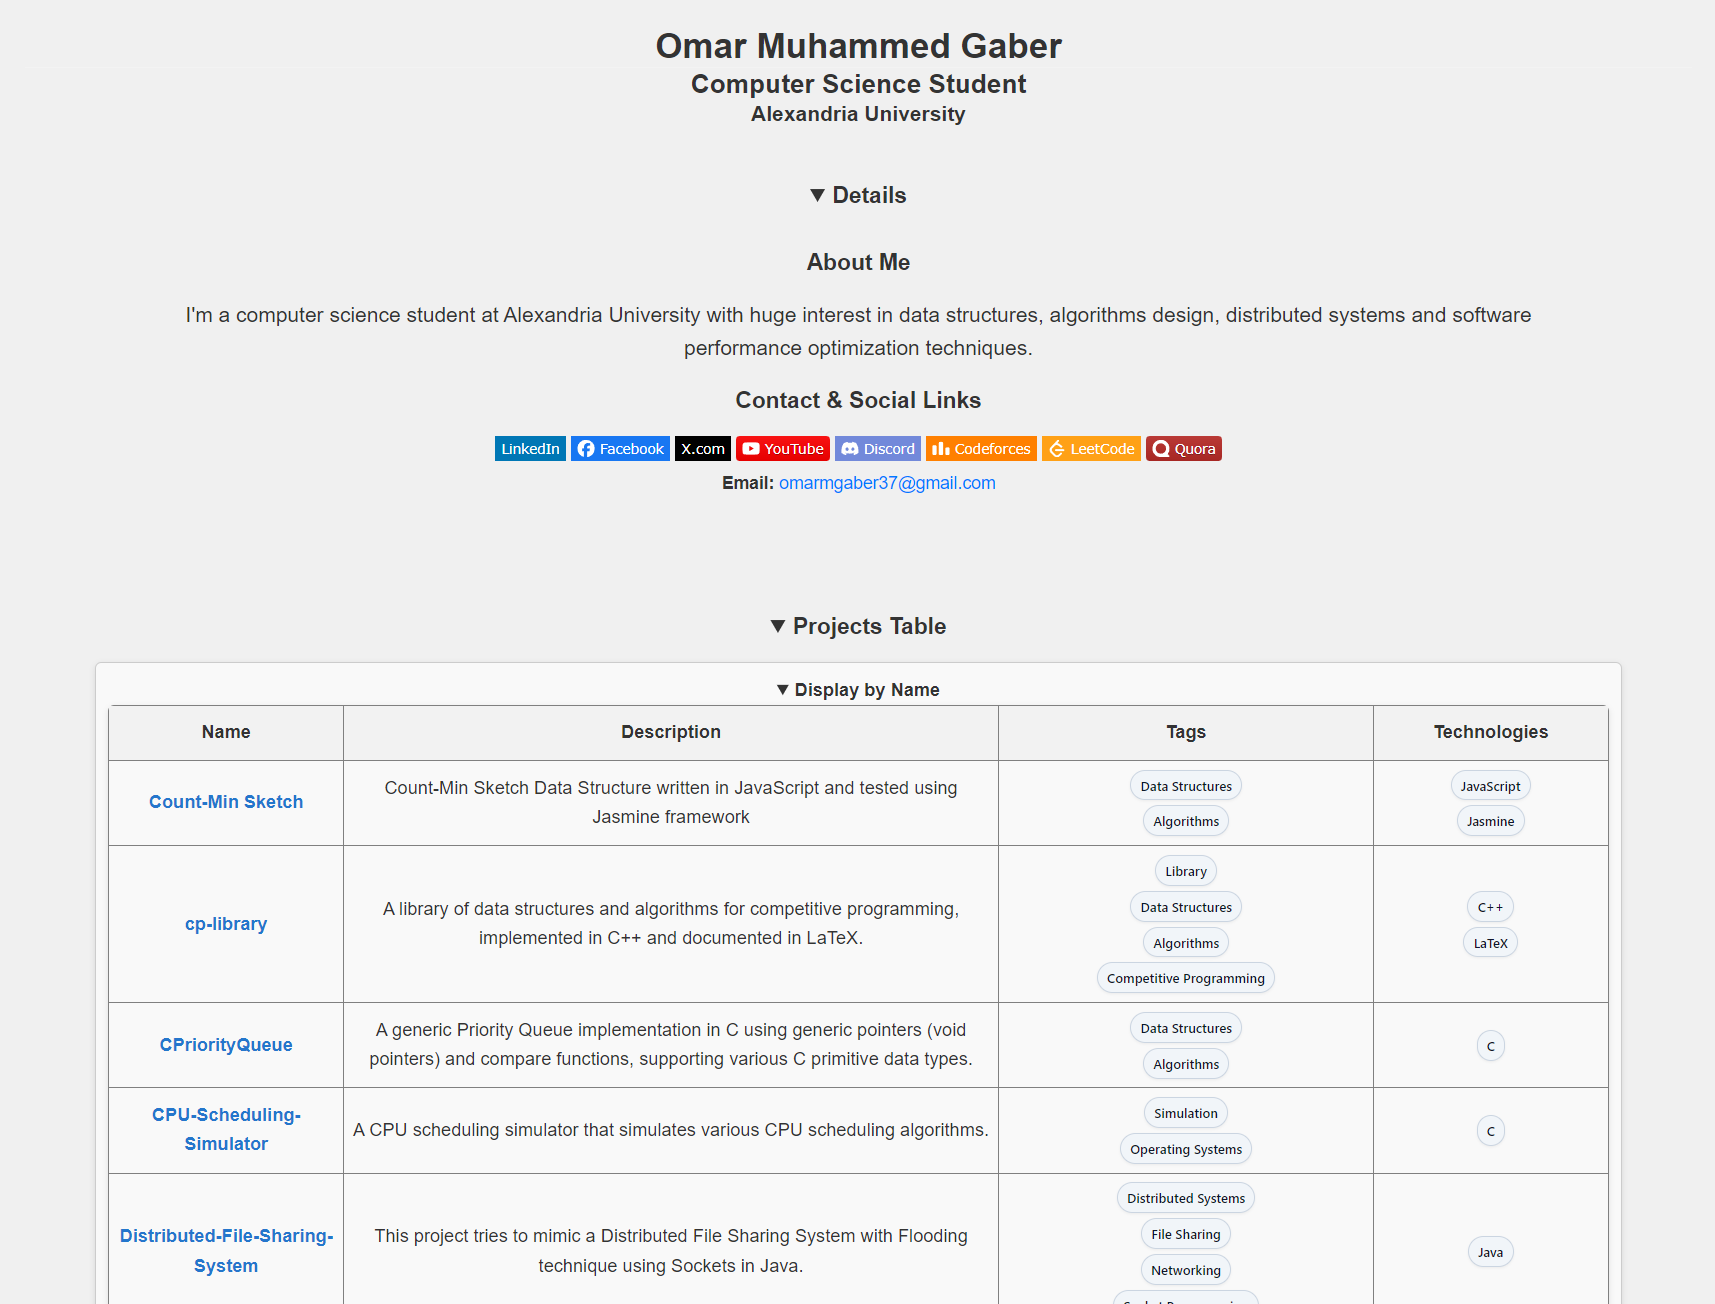 Omar Muhammed Gaber
Computer Science Student
Alexandria University
Details
About Me
I'm a computer science student at Alexandria University with huge interest in data structures, algorithms design, distributed systems and software
performance optimization techniques.
Contact & Social Links
LinkedIn Facebook X.com YouTube Discord Codeforces LeetCode Quora
Email: omarmgaber37@gmail.com
Projects Table
Display by Name
Name Description Tags Technologies
Count-Min Sketch
Count-Min Sketch Data Structure written in JavaScript and tested using
Jasmine framework
Data Structures
Algorithms
JavaScript
Jasmine
cp-library
A library of data structures and algorithms for competitive programming,
implemented in C++ and documented in LaTeX.
Library
Data Structures
Algorithms
Competitive Programming
C++
LaTeX
CPriorityQueue
A generic Priority Queue implementation in C using generic pointers (void
pointers) and compare functions, supporting various C primitive data types.
Data Structures
Algorithms
C
CPU-Scheduling-
Simulator
A CPU scheduling simulator that simulates various CPU scheduling algorithms.
Simulation
Operating Systems
C
Distributed-File-Sharing-
System
This project tries to mimic a Distributed File Sharing System with Flooding
technique using Sockets in Java.
Distributed Systems
File Sharing
Networking
Java